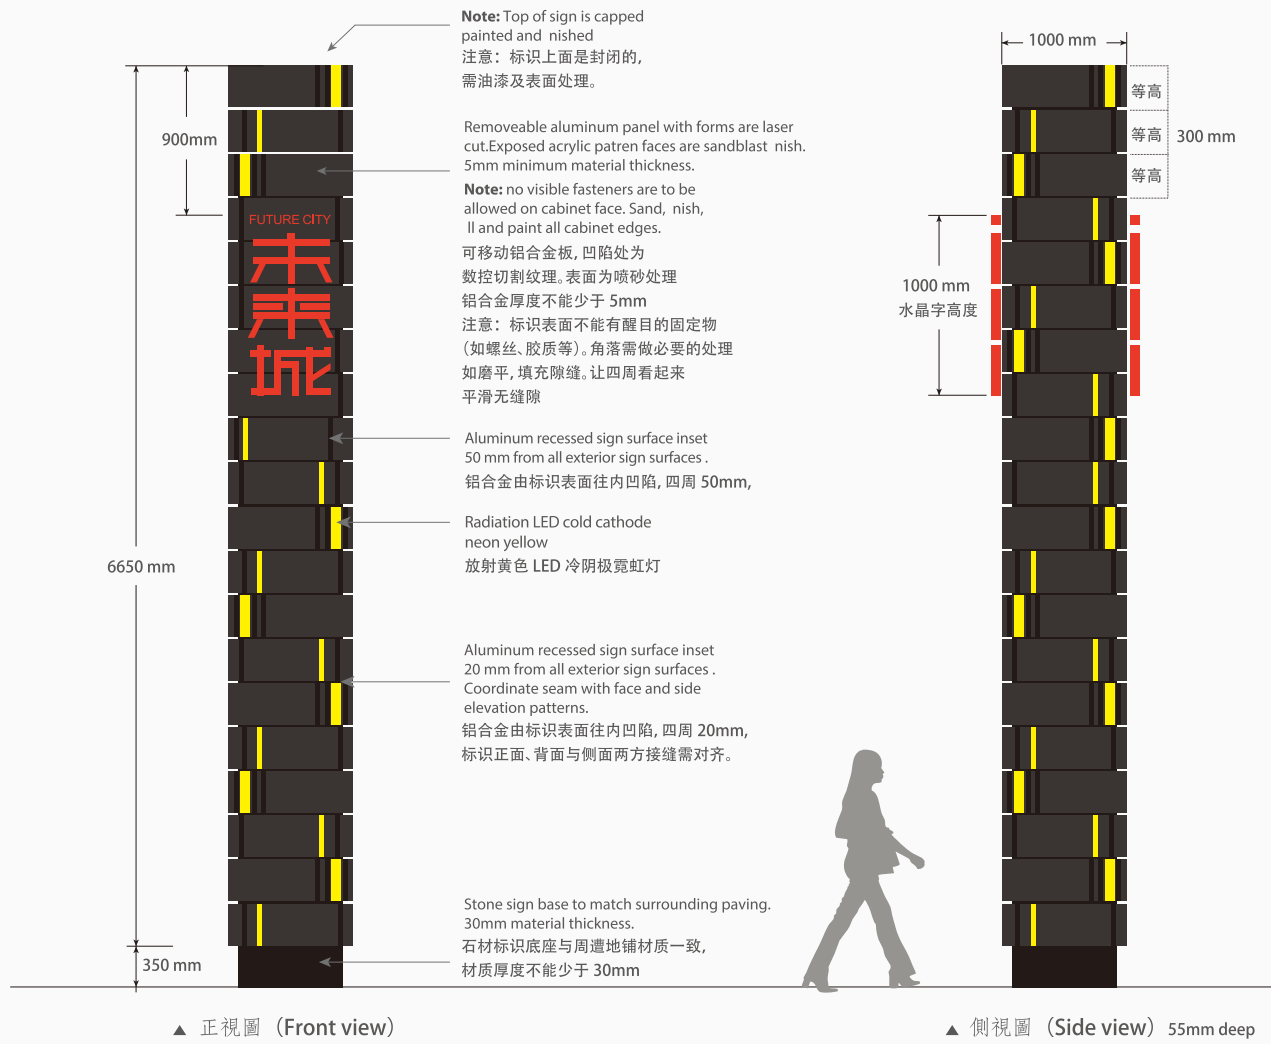 Note: Top of sign is capped
painted and nished
注意：标识上面是封闭的，
需油漆及表面处理。
900mm
Removeable aluminum panel with forms are laser
cut.Exposed acrylic patren faces are sandblast nish.
5mm minimum material thickness.
Note: no visible fasteners are to be
allowed on cabinet face. Sand, nish,
ll and paint all cabinet edges.
可移动铝合金板，凹陷处为
数控切割纹理。表面为喷砂处理
铝合金厚度不能少于 5mm
注意：标识表面不能有醒目的固定物
（如螺丝、胶质等）。角落需做必要的处理
如磨平，填充隙缝。让四周看起来
平滑无缝隙
FUTURE CITY
未
来
城
Aluminum recessed sign surface inset
50 mm from all exterior sign surfaces .
铝合金由标识表面往内凹陷，四周 50mm，
Radiation LED cold cathode
neon yellow
放射黄色 LED 冷阴极霓虹灯
6650 mm
Aluminum recessed sign surface inset
20 mm from all exterior sign surfaces .
Coordinate seam with face and side
elevation patterns.
铝合金由标识表面往内凹陷，四周 20mm，
标识正面、背面与侧面两方接缝需对齐。
Stone sign base to match surrounding paving.
30mm material thickness.
石材标识底座与周遭地铺材质一致，
材质厚度不能少于 30mm
350 mm
1000 mm
等高
等高
300 mm
等高
1000 mm
水晶字高度
▲ 正視圖（Front view）
▲ 側視圖（Side view）55mm deep